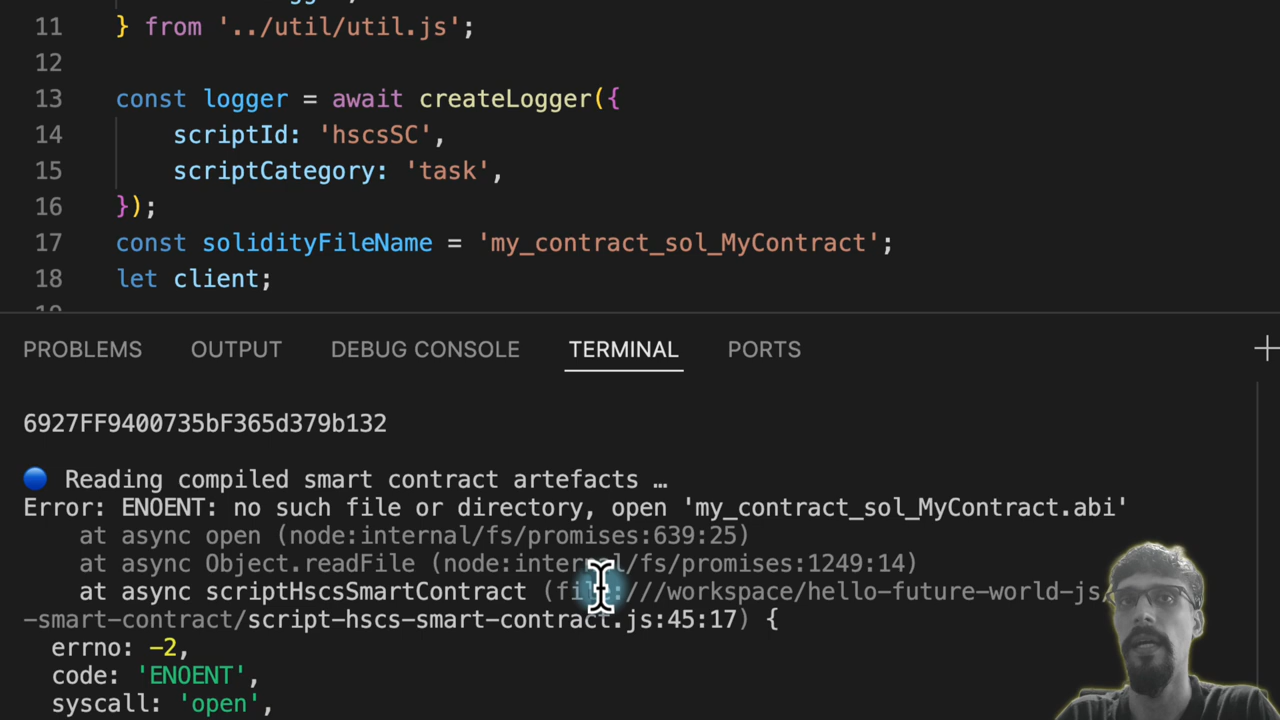 11 } from '../util/util.js';
12
13 const logger = await createLogger({
14 scriptId: 'hscsSC',
15 scriptCategory: 'task',
16 });
17 const solidityFileName = 'my_contract_sol_MyContract';
18 let client;
PROBLEMS OUTPUT DEBUG CONSOLE TERMINAL PORTS
6927FF9400735bF365d379b132
Reading compiled smart contract artefacts …
Error: ENOENT: no such file or directory, open 'my_contract_sol_MyContract.abi'
at async open (node:internal/fs/promises:639:25)
at async Object.readFile (node:internal/fs/promises:1249:14)
at async scriptHscsSmartContract (file:///workspace/hello-future-world-js/
-smart-contract/script-hscs-smart-contract.js:45:17) {
errno: -2,
code: 'ENOENT',
syscall: 'open',